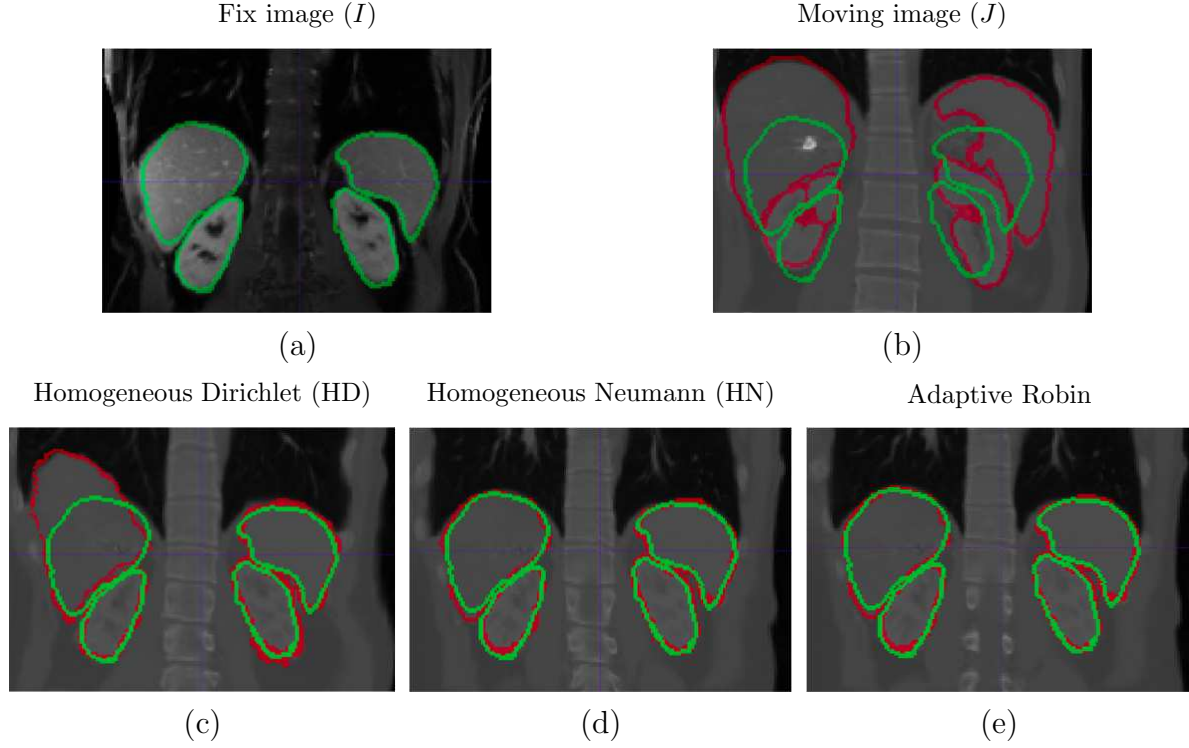 Fix image (I)
Moving image (J)
(a)
(b)
Homogeneous Dirichlet (HD)
Homogeneous Neumann (HN)
Adaptive Robin
(c)
(d)
(e)